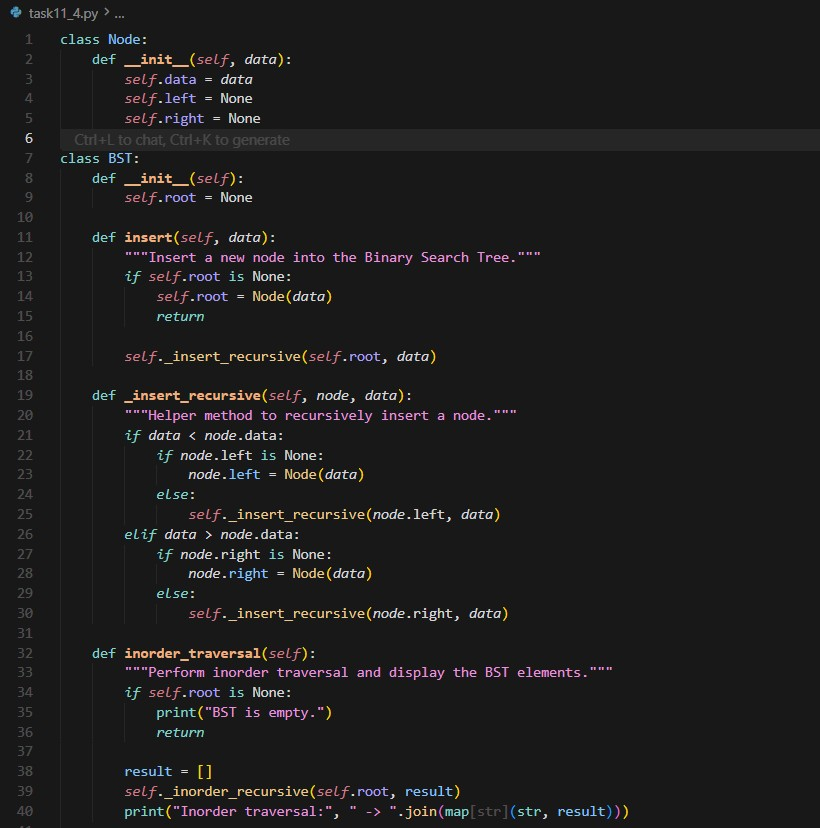 task11_4.py > ...
1 class Node:
2     def __init__(self, data):
3         self.data = data
4         self.left = None
5         self.right = None
6 Ctrl+L to chat, Ctrl+K to generate
7 class BST:
8     def __init__(self):
9         self.root = None
10
11     def insert(self, data):
12         """Insert a new node into the Binary Search Tree."""
13         if self.root is None:
14             self.root = Node(data)
15             return
16
17         self._insert_recursive(self.root, data)
18
19     def _insert_recursive(self, node, data):
20         """Helper method to recursively insert a node."""
21         if data < node.data:
22             if node.left is None:
23                 node.left = Node(data)
24             else:
25                 self._insert_recursive(node.left, data)
26         elif data > node.data:
27             if node.right is None:
28                 node.right = Node(data)
29             else:
30                 self._insert_recursive(node.right, data)
31
32     def inorder_traversal(self):
33         """Perform inorder traversal and display the BST elements."""
34         if self.root is None:
35             print("BST is empty.")
36             return
37
38         result = []
39         self._inorder_recursive(self.root, result)
40         print("Inorder traversal:", " -> ".join(map[str](str, result)))